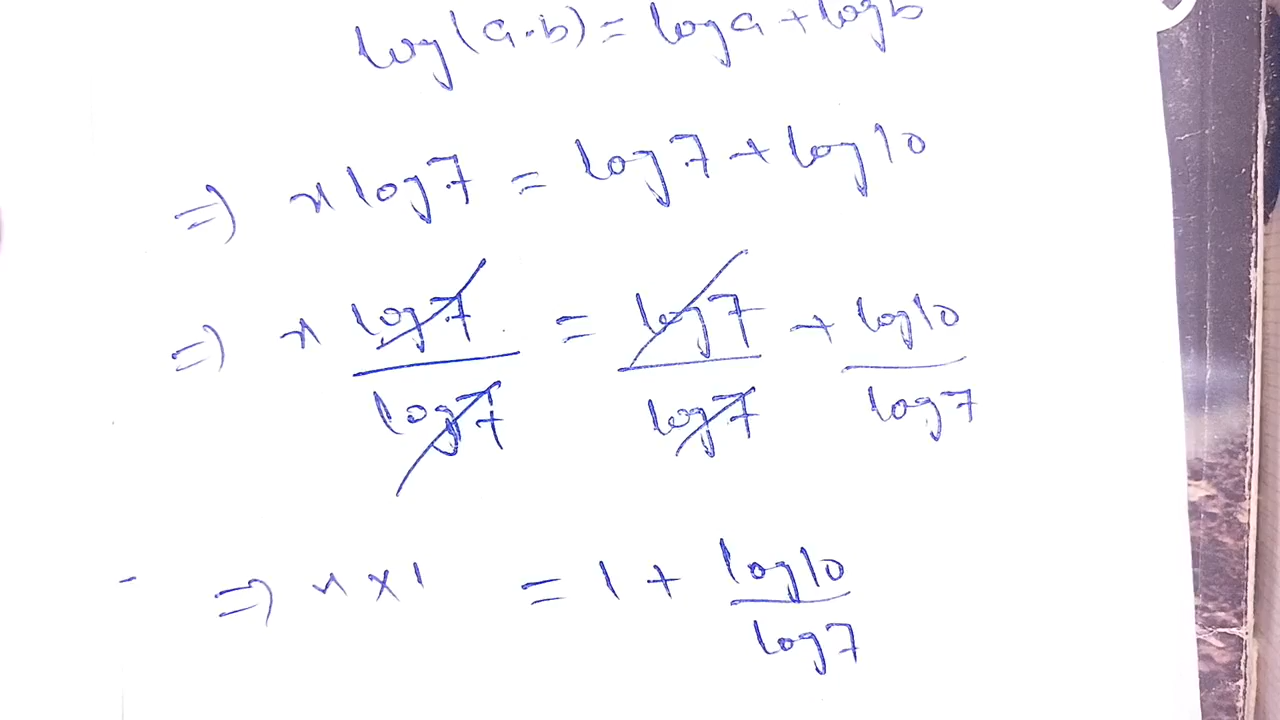 log(a.b) = log a + log b
=> x log 7 = log 7 + log 10
=> x log 7 / log 7 = log 7 / log 7 + log 10 / log 7
=> x × 1 = 1 + log 10 / log 7